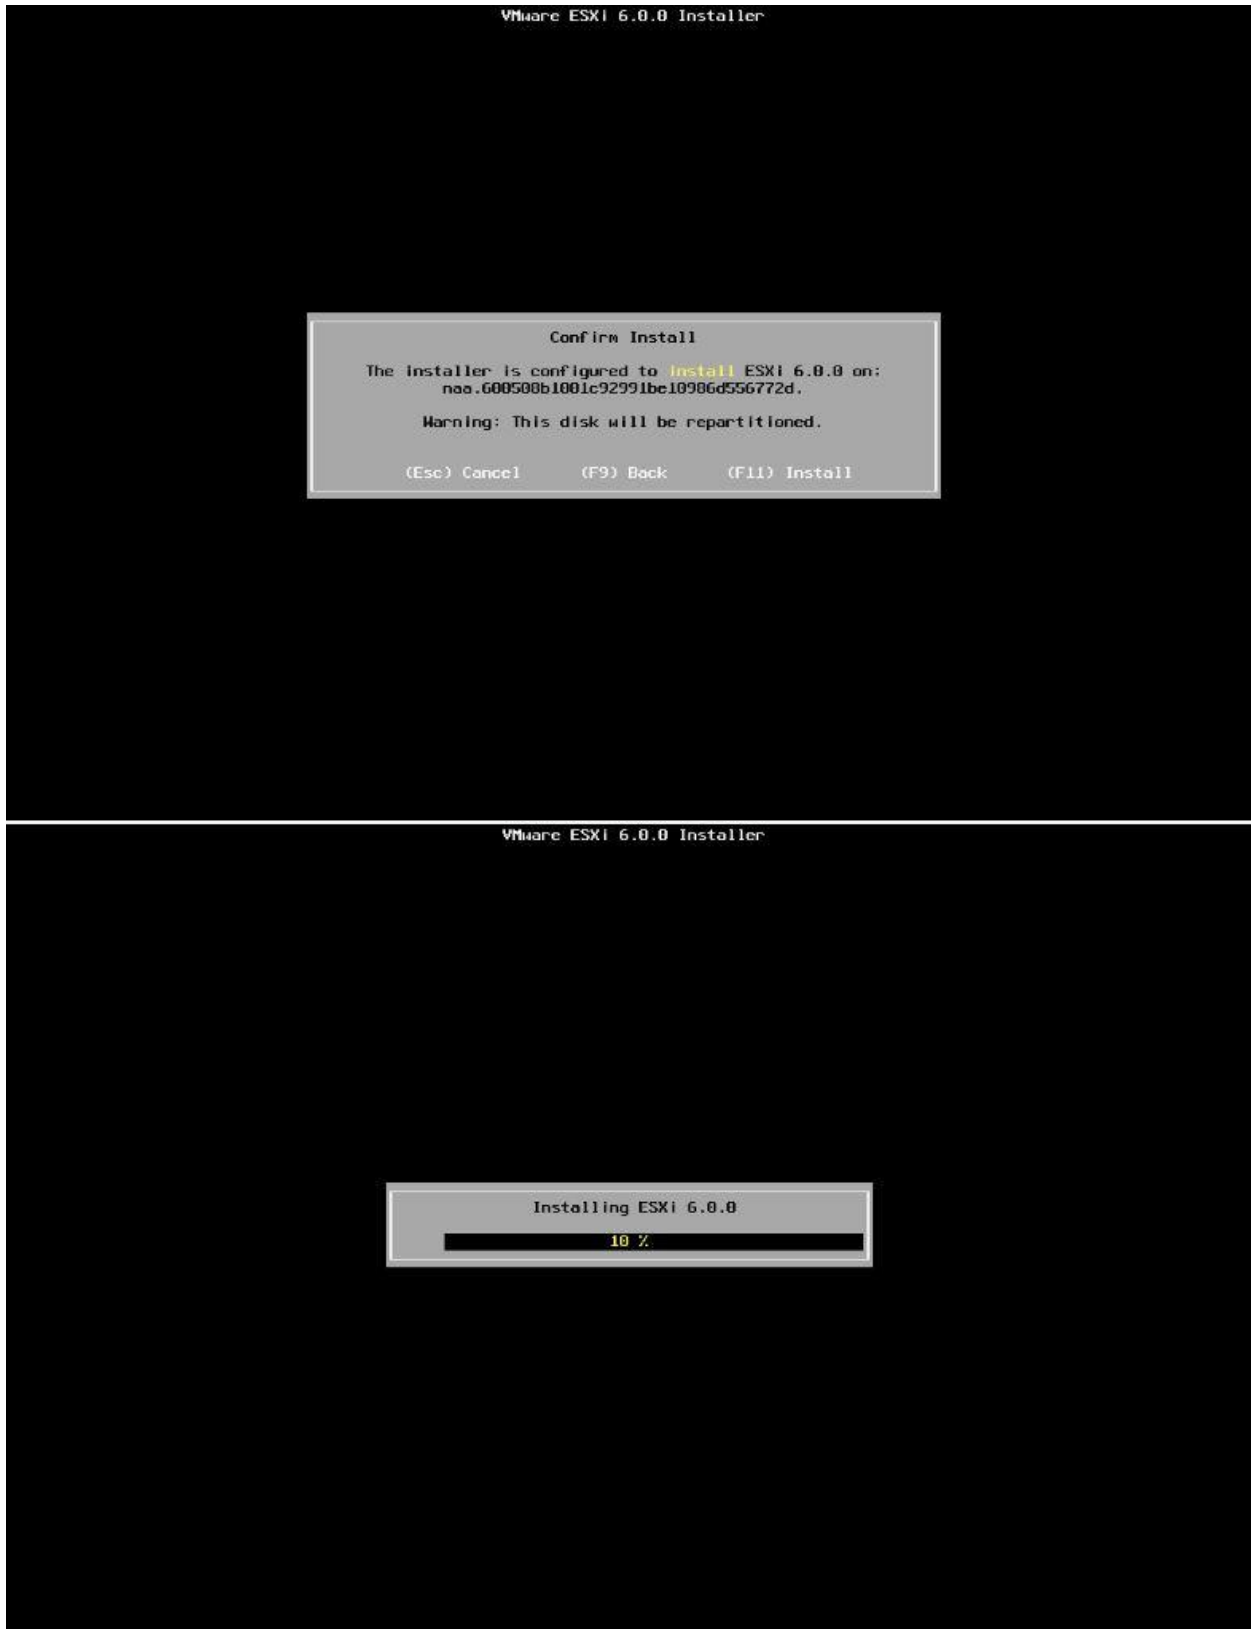 VMware ESXi 6.0.0 Installer
Confirm Install
The installer is configured to install ESXi 6.0.0 on:
naa.600508b1001c92991be10986d556772d.
Warning: This disk will be repartitioned.
(Esc) Cancel (F9) Back (F11) Install
VMware ESXi 6.0.0 Installer
Installing ESXi 6.0.0
10 %